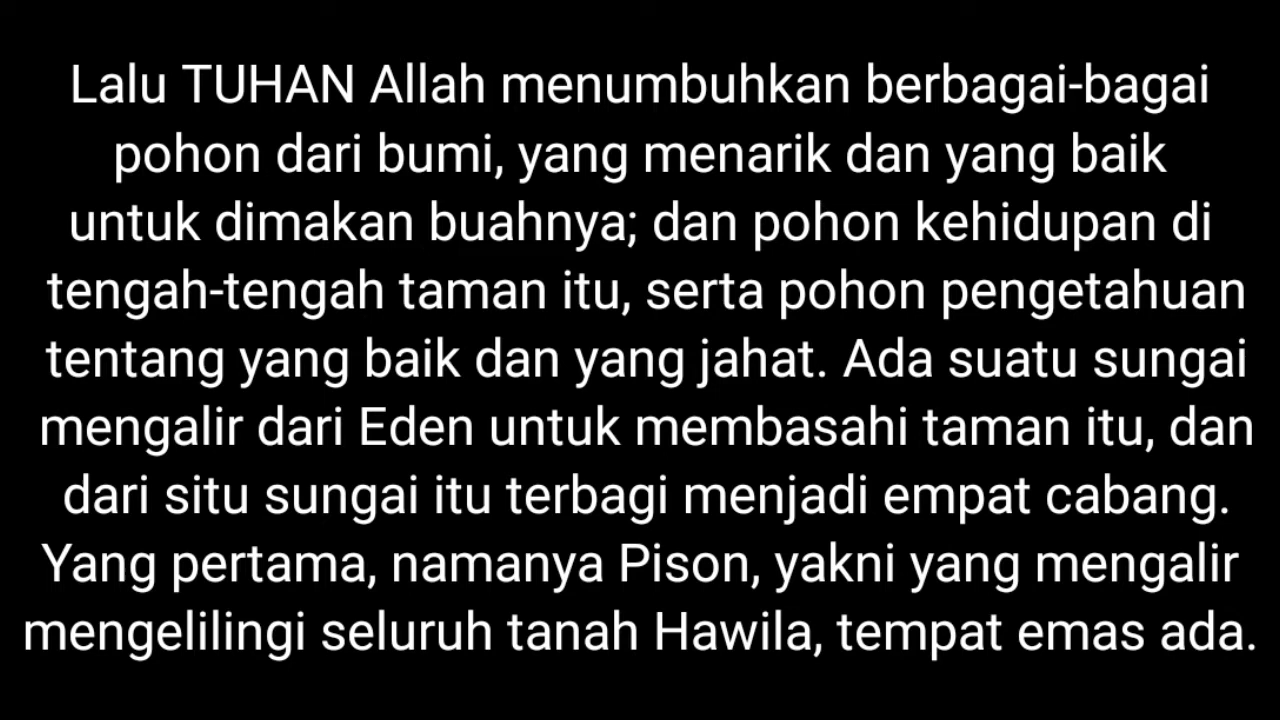 Lalu TUHAN Allah menumbuhkan berbagai-bagai
pohon dari bumi, yang menarik dan yang baik
untuk dimakan buahnya; dan pohon kehidupan di
tengah-tengah taman itu, serta pohon pengetahuan
tentang yang baik dan yang jahat. Ada suatu sungai
mengalir dari Eden untuk membasahi taman itu, dan
dari situ sungai itu terbagi menjadi empat cabang.
Yang pertama, namanya Pison, yakni yang mengalir
mengelilingi seluruh tanah Hawila, tempat emas ada.